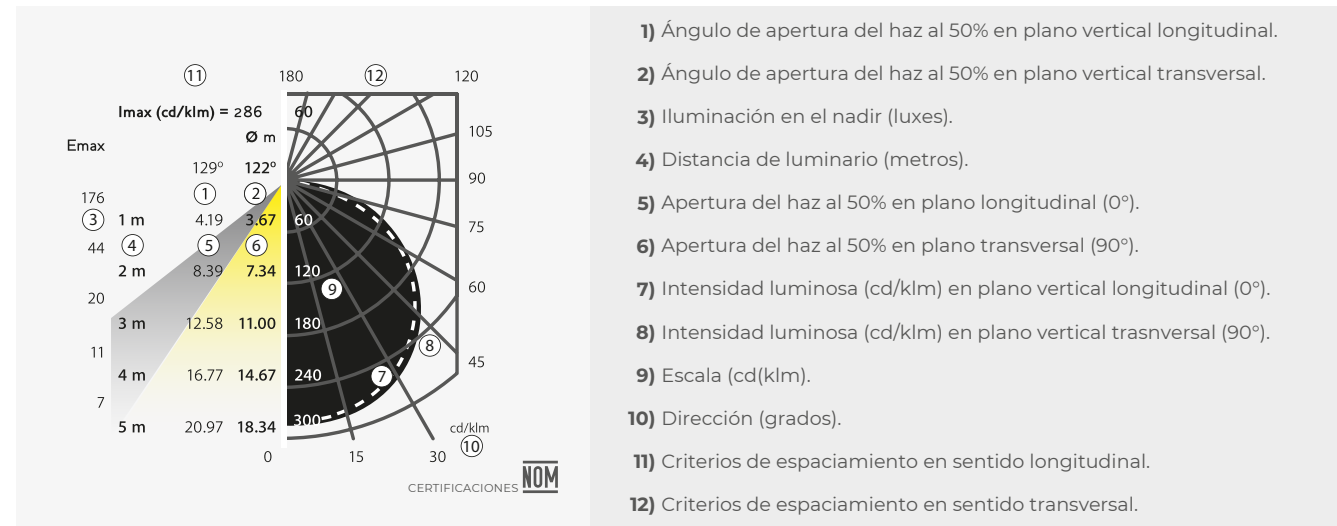 11 180 12 120
Imax (cd/klm) = 286 60
105
Ø m
Emax
129° 122° 90
176 1 2
3 1 m 4.19 3.67 60
75
44 4 5 6
2 m 8.39 7.34 120
9 60
20
3 m 12.58 11.00 180
8
11
45
4 m 16.77 14.67 240 7
7
5 m 20.97 18.34 300 cd/klm
10
0 15 30
CERTIFICACIONES NOM
1) Ángulo de apertura del haz al 50% en plano vertical longitudinal.
2) Ángulo de apertura del haz al 50% en plano vertical transversal.
3) Iluminación en el nadir (luxes).
4) Distancia de luminario (metros).
5) Apertura del haz al 50% en plano longitudinal (0°).
6) Apertura del haz al 50% en plano transversal (90°).
7) Intensidad luminosa (cd/klm) en plano vertical longitudinal (0°).
8) Intensidad luminosa (cd/klm) en plano vertical trasnversal (90°).
9) Escala (cd(klm).
10) Dirección (grados).
11) Criterios de espaciamiento en sentido longitudinal.
12) Criterios de espaciamiento en sentido transversal.